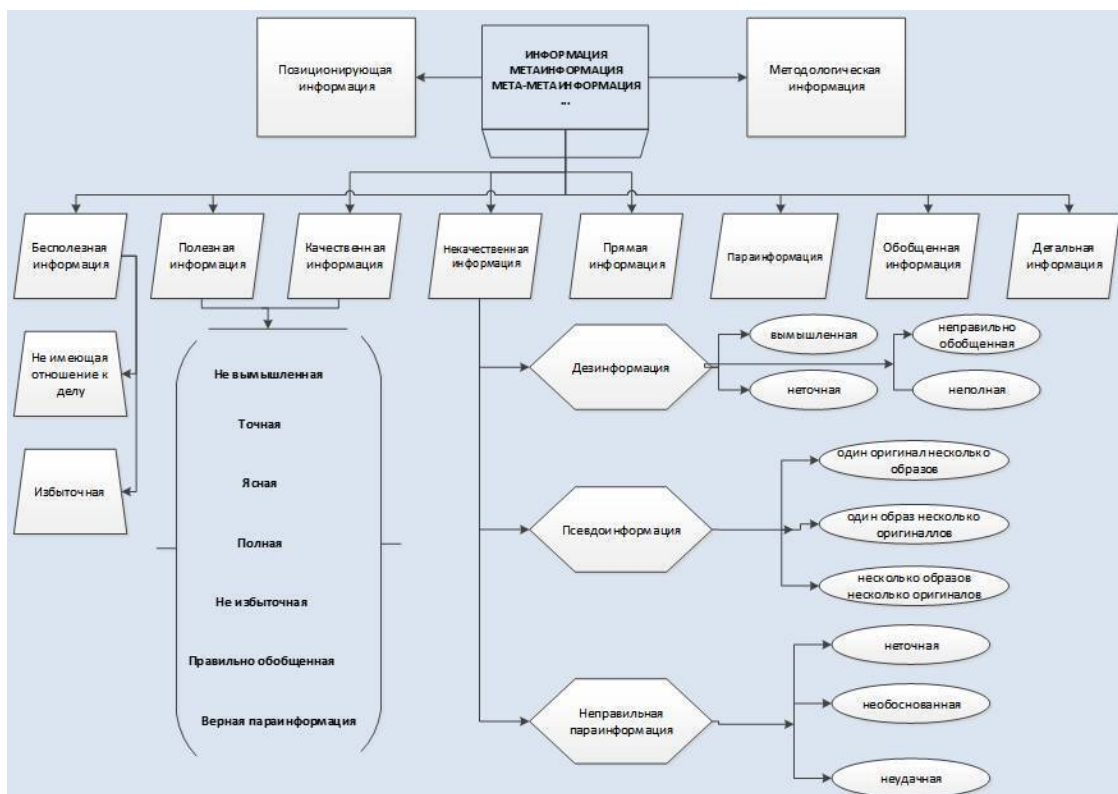 Позиционирующая
информация
ИНФОРМАЦИЯ
МЕТАИНФОРМАЦИЯ
МЕТА-МЕТАИНФОРМАЦИЯ
...
Методологическая
информация
Бесполезная
информация
Полезная
информация
Качественная
информация
Некачественная
информация
Прямая
информация
Параинформация
Обобщенная
информация
Детальная
информация
Не имеющая
отношение к
делу
Избыточная
Не вымышленная
Точная
Ясная
Полная
Не избыточная
Правильно обобщенная
Верная параинформация
Дезинформация
вымышленная
неточная
неправильно
обобщенная
неполная
Псевдоинформация
один оригинал несколько
образов
один образ несколько
оригиналлов
несколько образов
несколько оригиналов
Неправильная
параинформация
неточная
необоснованная
неудачная